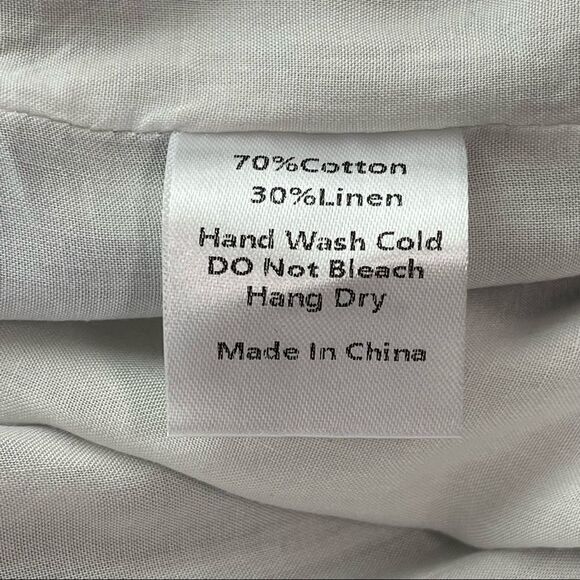 70%Cotton
30%Linen
Hand Wash Cold
DO Not Bleach
Hang Dry
Made In China